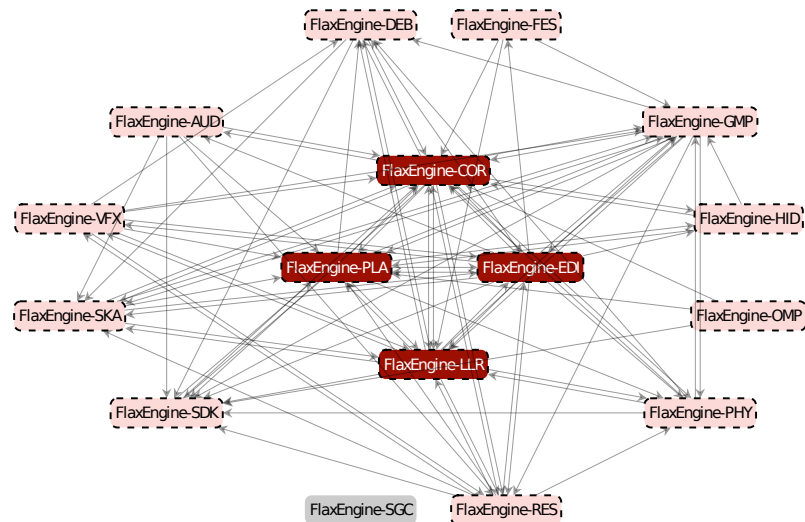 FlaxEngine-DEB
FlaxEngine-FES
FlaxEngine-AUD
FlaxEngine-GMP
FlaxEngine-COR
FlaxEngine-VFX
FlaxEngine-HID
FlaxEngine-PLA
FlaxEngine-EDI
FlaxEngine-SKA
FlaxEngine-OMP
FlaxEngine-LLR
FlaxEngine-SDK
FlaxEngine-PHY
FlaxEngine-SGC
FlaxEngine-RES